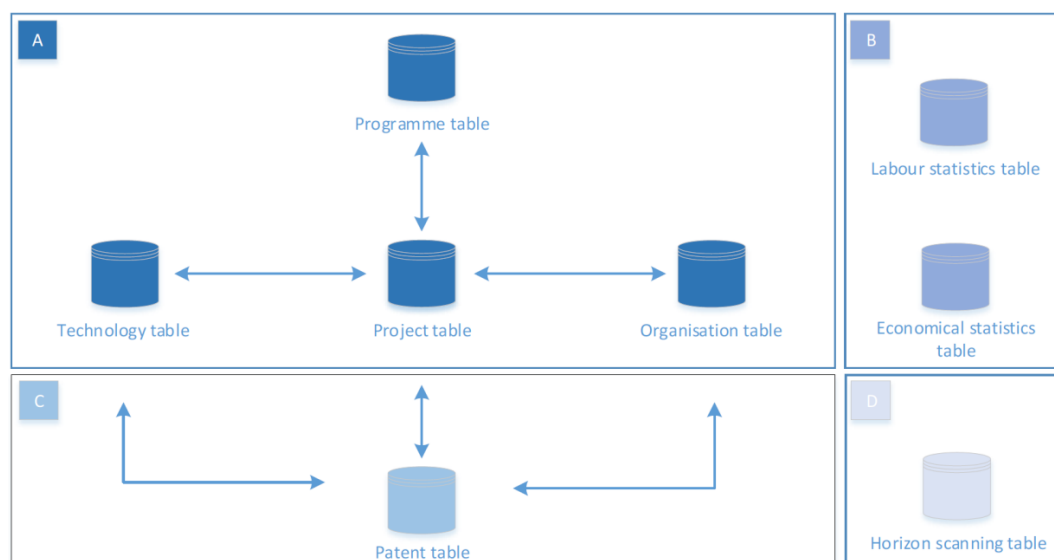 A
Programme table
Technology table
Project table
Organisation table
B
Labour statistics table
Economical statistics
table
C
Patent table
D
Horizon scanning table